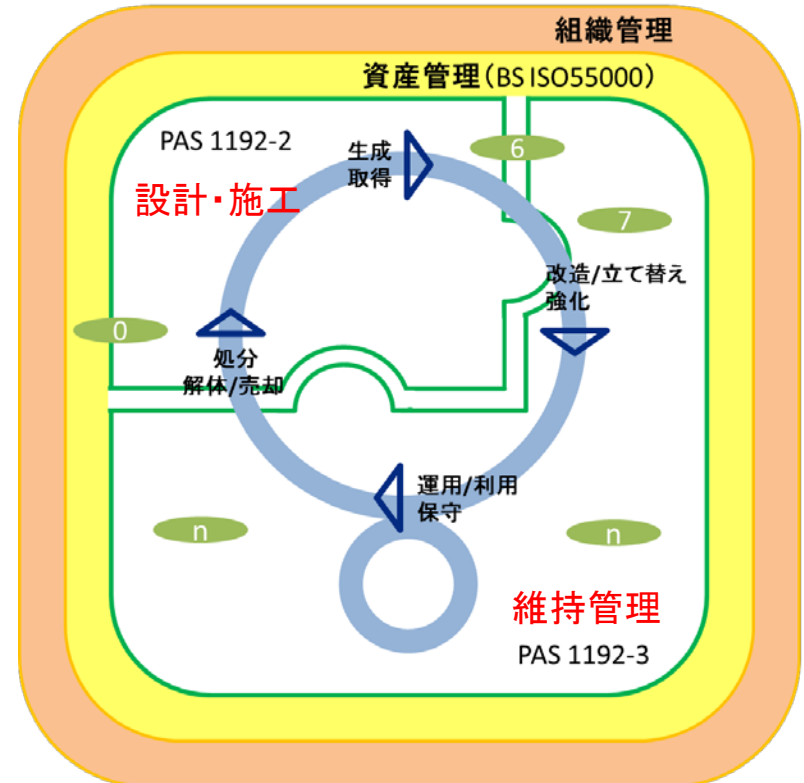 組織管理
資産管理(BS ISO55000)
PAS 1192-2
設計・施工
生成
取得
6
7
改造/立て替え
強化
0
処分
解体/売却
運用/利用
保守
n
n
維持管理
PAS 1192-3